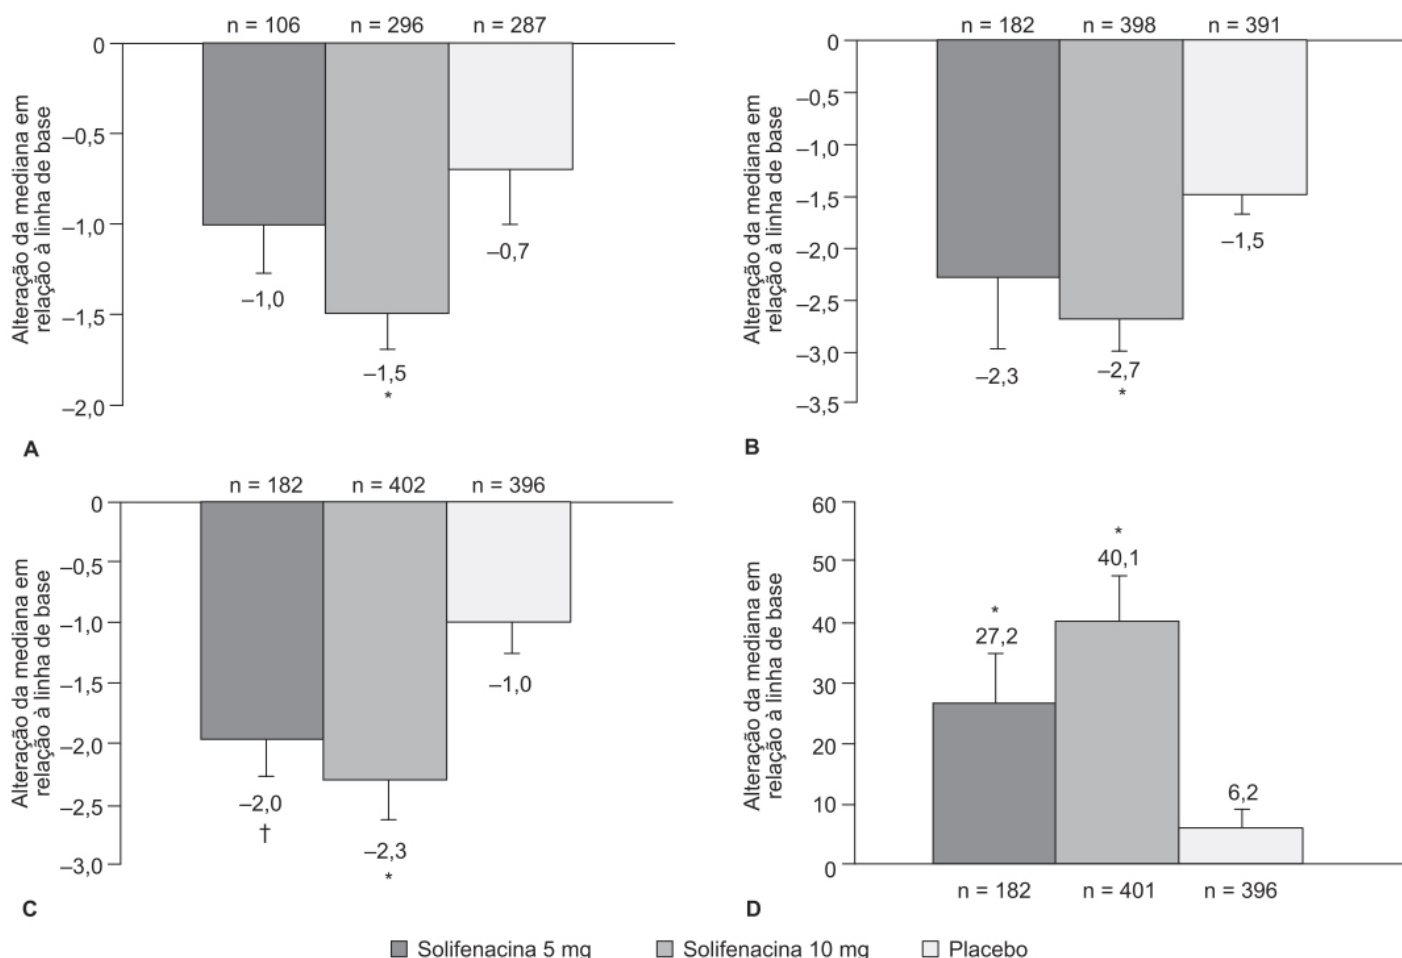 n = 106 n = 296 n = 287
0
–0,5
–1,0
–1,5
–2,0
Alteração da mediana em
relação à linha de base
–1,0
–1,5
*
–0,7
A
n = 182 n = 398 n = 391
0
–0,5
–1,0
–1,5
–2,0
–2,5
–3,0
–3,5
Alteração da mediana em
relação à linha de base
–2,3
–2,7
*
–1,5
B
n = 182 n = 402 n = 396
0
–0,5
–1,0
–1,5
–2,0
–2,5
–3,0
Alteração da mediana em
relação à linha de base
–2,0
†
–2,3
*
–1,0
C
60
50
40
30
20
10
0
Alteração da mediana em
relação à linha de base
*
27,2
*
40,1
6,2
n = 182 n = 401 n = 396
D
Solifenacina 5 mg Solifenacina 10 mg Placebo